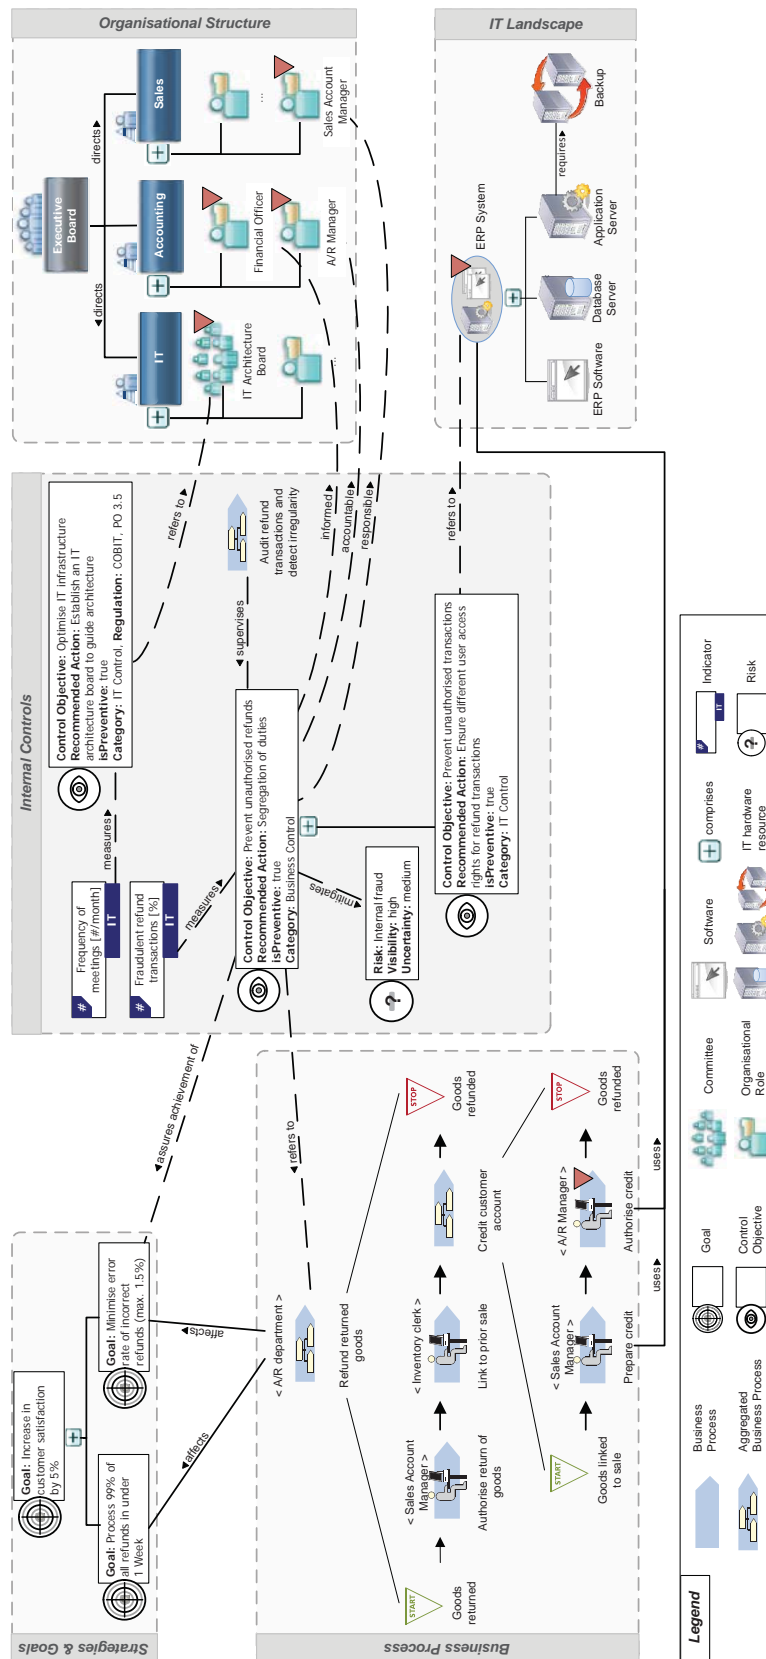 Strategies & Goals
Goal: Increase in
customer satisfaction
by 5%
Goal: Process 99% of
all refunds in under
1 Week
Goal: Minimise error
rate of incorrect
refunds (max. 1.5%)
affects
affects
assures achievement of
Internal Controls
#
Frequency of
meetings [#/month]
IT
measures
#
Fraudulent refund
transactions [%]
IT
measures
Control Objective: Optimise IT infrastructure
Recommended Action: Establish an IT
architecture board to guide architecture
isPreventive: true
Category: IT Control, Regulation: COBIT, PO 3.5
refers to
Control Objective: Prevent unauthorised refunds
Recommended Action: Segregation of duties
isPreventive: true
Category: Business Control
supervises
Audit refund
transactions and
detect irregularity
informed
accountable
responsible
mitigates
Risk: Internal fraud
Visibility: high
Uncertainty: medium
?
Control Objective: Prevent unauthorised transactions
Recommended Action: Ensure different user access
rights for refund transactions
isPreventive: true
Category: IT Control
refers to
refers to
Organisational Structure
Executive
Board
directs
directs
IT
Accounting
Sales
IT Architecture
Board
...
Financial Officer
A/R Manager
...
Sales Account
Manager
IT Landscape
ERP System
ERP Software
Database
Server
Application
Server
requires
Backup
Business Process
< A/R department >
Refund returned
goods
START
Goods
returned
< Sales Account
Manager >
Authorise return of
goods
< Inventory clerk >
Link to prior sale
Credit customer
account
STOP
Goods
refunded
START
Goods linked
to sale
< Sales Account
Manager >
Prepare credit
< A/R Manager >
Authorise credit
STOP
Goods
refunded
uses
uses
Legend
Business
Process
Aggregated
Business Process
Goal
Control
Objective
Committee
Organisational
Role
Software
IT hardware
resource
comprises
#
IT
Indicator
?
Risk